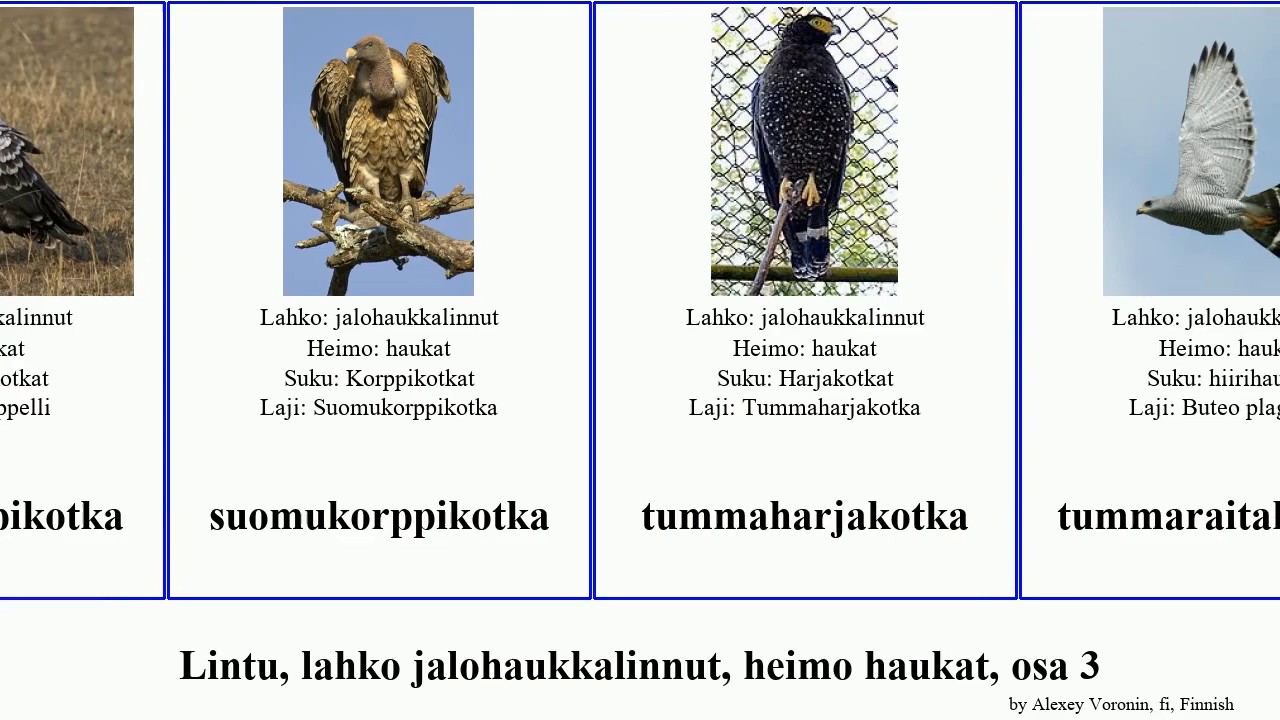 kalinnut
kat
otkat
ppelli
pikotka
Lahko: jalohaukkalinnut
Heimo: haukat
Suku: Korppikotkat
Laji: Suomukorppikotka
suomukorppikotka
Lahko: jalohaukkalinnut
Heimo: haukat
Suku: Harjakotkat
Laji: Tummaharjakotka
tummaharjakotka
Lahko: jalohaukk
Heimo: hauk
Suku: hiirihau
Laji: Buteo plag
tummaraital
Lintu, lahko jalohaukkalinnut, heimo haukat, osa 3
by Alexey Voronin, fi, Finnish